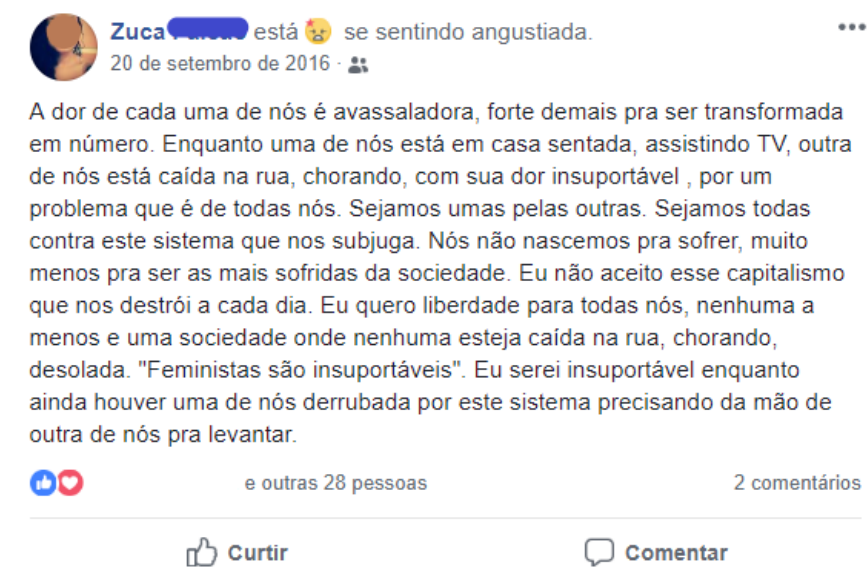 Zuca está se sentindo angustiada.
20 de setembro de 2016 ·
A dor de cada uma de nós é avassaladora, forte demais pra ser transformada
em número. Enquanto uma de nós está em casa sentada, assistindo TV, outra
de nós está caída na rua, chorando, com sua dor insuportável , por um
problema que é de todas nós. Sejamos umas pelas outras. Sejamos todas
contra este sistema que nos subjuga. Nós não nascemos pra sofrer, muito
menos pra ser as mais sofridas da sociedade. Eu não aceito esse capitalismo
que nos destrói a cada dia. Eu quero liberdade para todas nós, nenhuma a
menos e uma sociedade onde nenhuma esteja caída na rua, chorando,
desolada. "Feministas são insuportáveis". Eu serei insuportável enquanto
ainda houver uma de nós derrubada por este sistema precisando da mão de
outra de nós pra levantar.
e outras 28 pessoas 2 comentários
Curtir Comentar